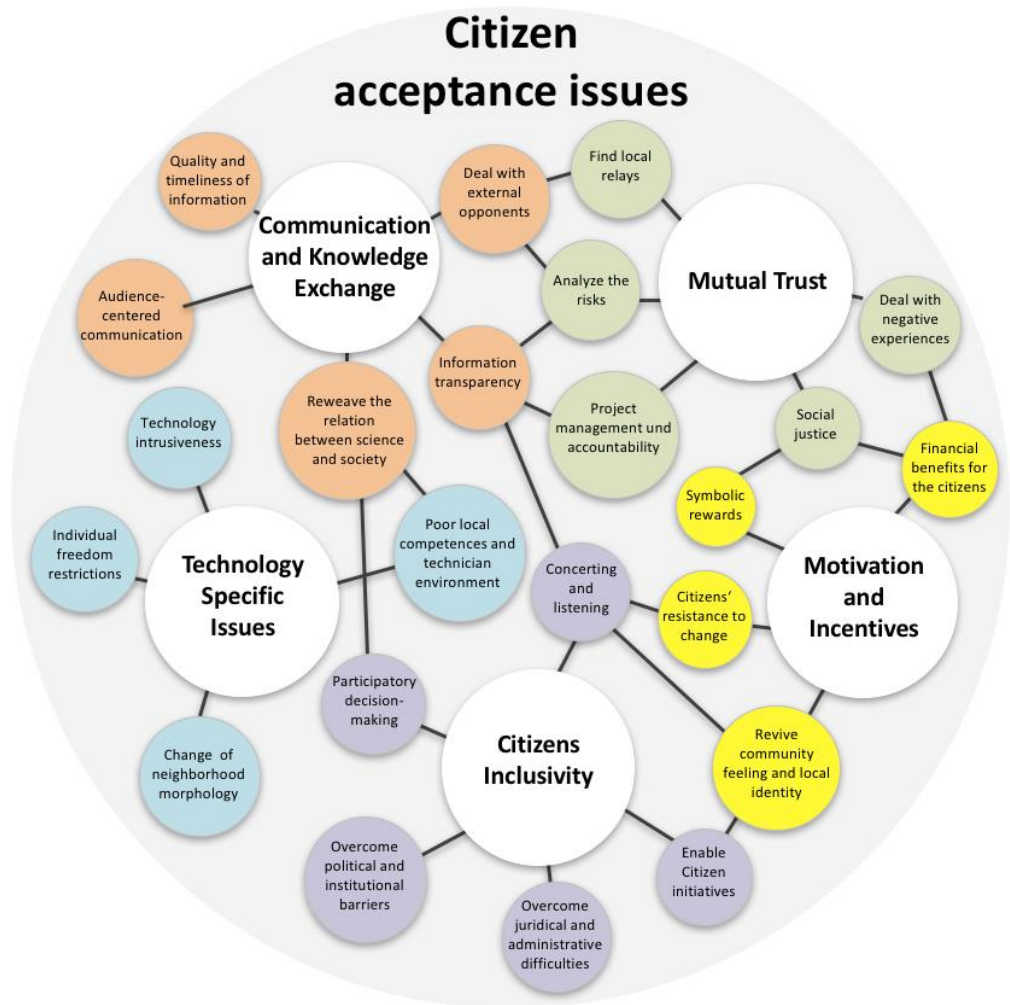 Citizen
acceptance issues
Quality and
timeliness of
information
Communication
and Knowledge
Exchange
Deal with
external
opponents
Find local
relays
Mutual Trust
Analyze the
risks
Deal with
negative
experiences
Audience-
centered
communication
Information
transparency
Reweave the
relation
between science
and society
Project
management und
accountability
Social
justice
Financial
benefits for
the citizens
Technology
intrusiveness
Symbolic
rewards
Individual
freedom
restrictions
Technology
Specific
Issues
Poor local
competences and
technician
environment
Concerting
and
listening
Citizens‘
resistance to
change
Motivation
and
Incentives
Participatory
decision-
making
Citizens
Inclusivity
Revive
community
feeling and local
identity
Change of
neighborhood
morphology
Overcome
political and
institutional
barriers
Overcome
juridical and
administrative
difficulties
Enable
Citizen
initiatives